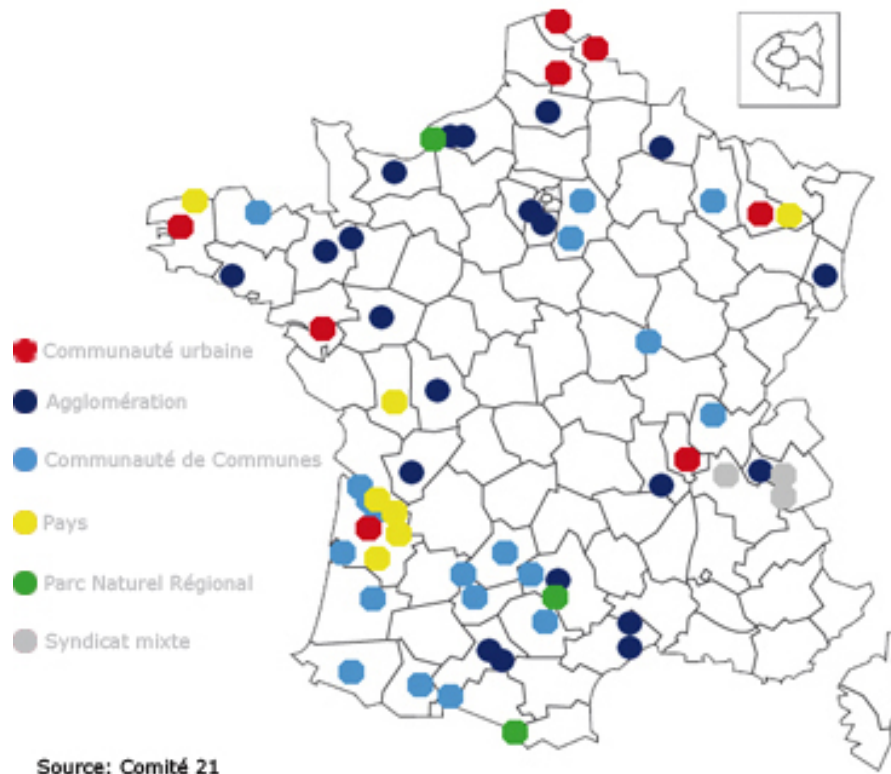 Communauté urbaine
Agglomération
Communauté de Communes
Pays
Parc Naturel Régional
Syndicat mixte
Source: Comité 21